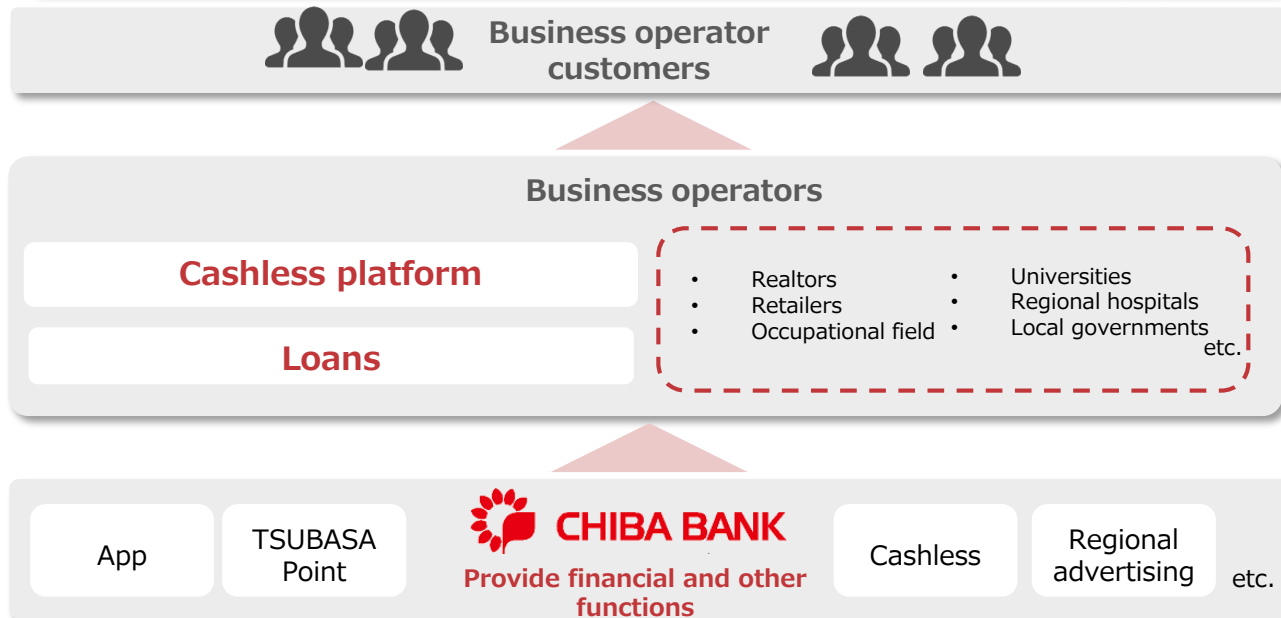 Business operator
customers
Business operators
Cashless platform
Loans
• Realtors
• Retailers
• Occupational field
• Universities
• Regional hospitals
• Local governments
etc.
App
TSUBASA
Point
CHIBA BANK
Provide financial and other
functions
Cashless
Regional
advertising
etc.